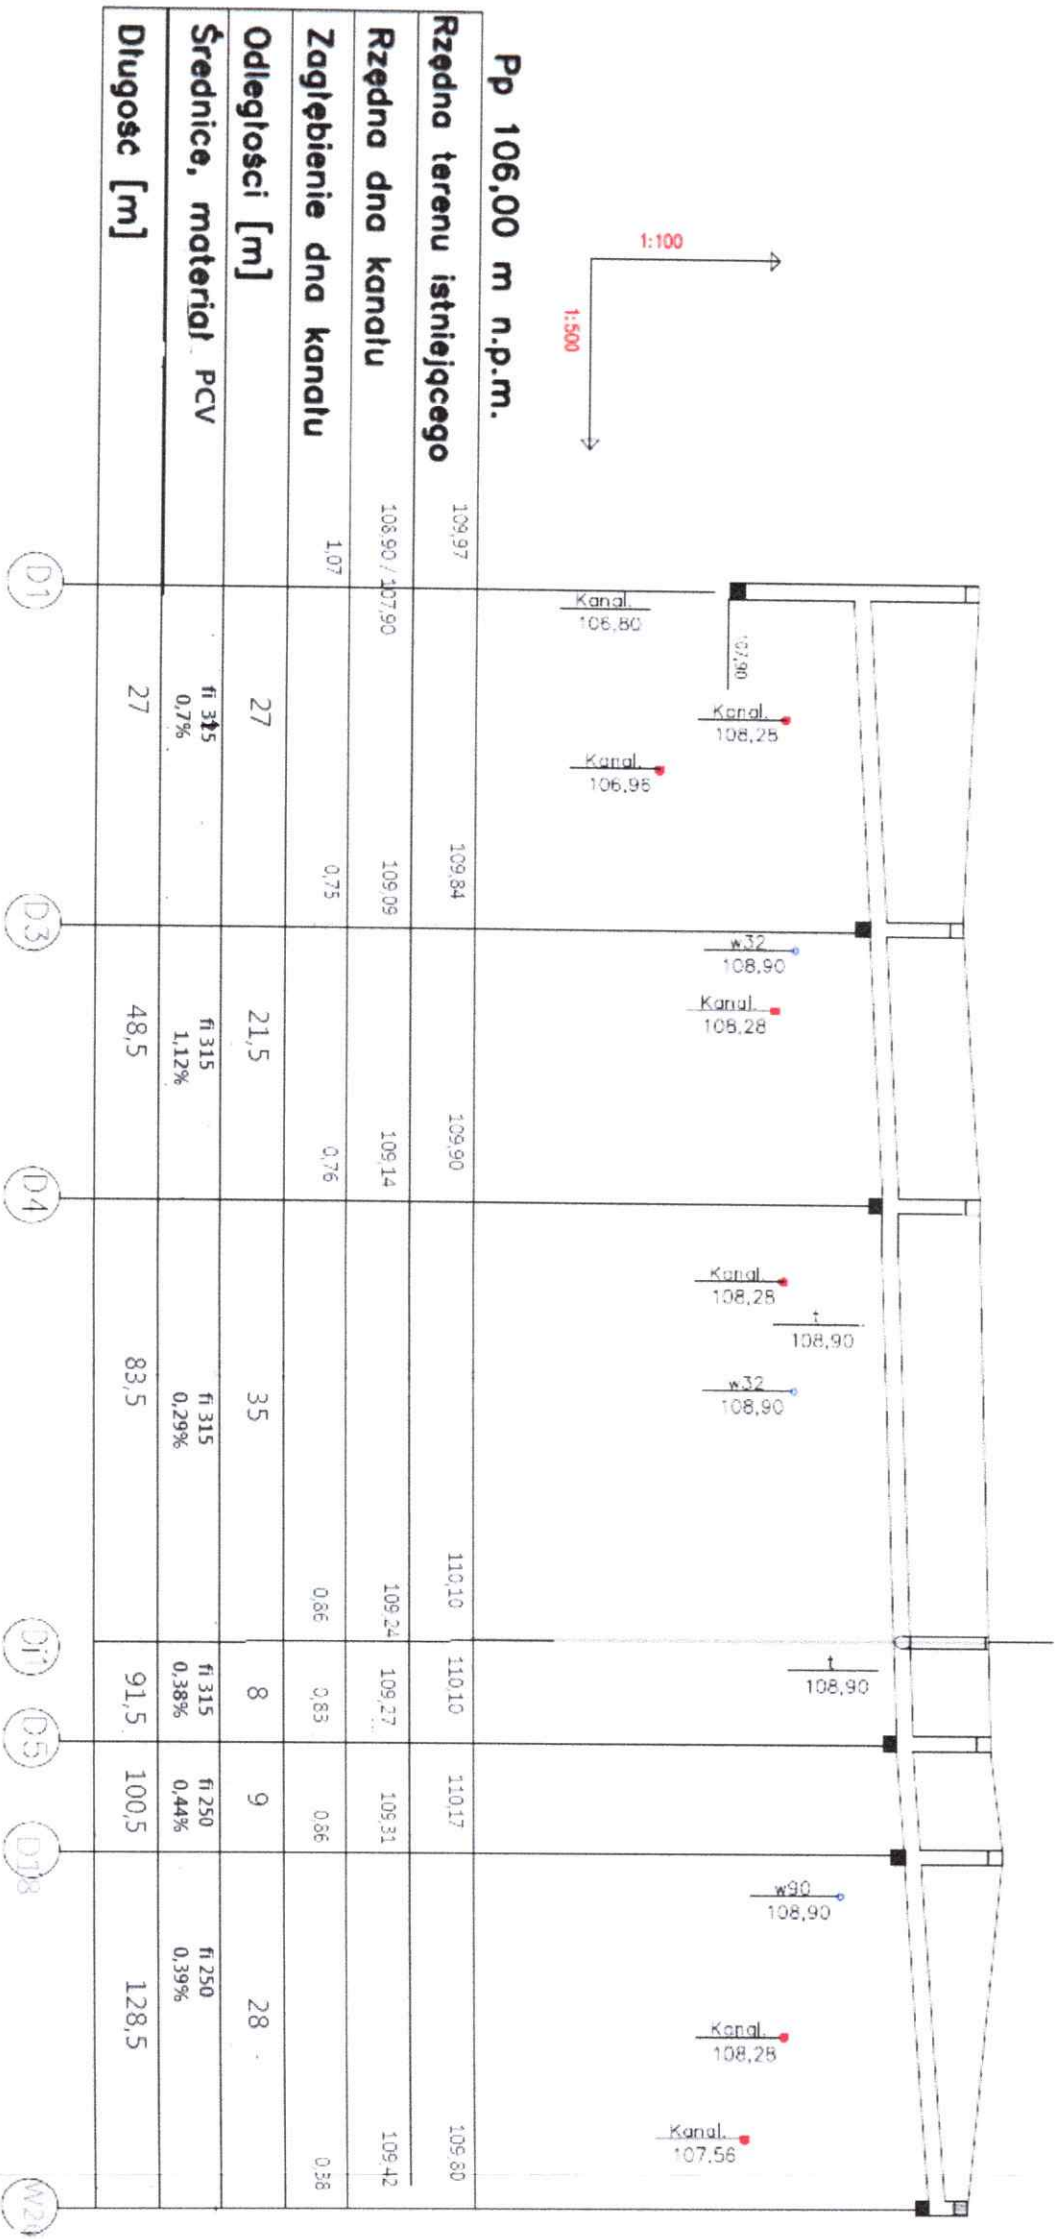 1:100
1:500
Pp 106,00 m n.p.m.
Kanal.
106,80
107,90
Kanal.
108,28
Kanal.
106,96
w32
108,90
Kanal.
108,28
Kanal.
108,28
t
108,90
w32
108,90
t
108,90
w90
108,90
Kanal.
108,28
Kanal.
107,56
Rzędna terenu istniejącego 109,97 109,84 109,90 110,10 110,10 110,17 109,80
Rzędna dna kanału 108,90 / 107,90 109,09 109,14 109,24 109,27 109,31 109,42
Zagłębienie dna kanału 1,07 0,75 0,76 0,86 0,83 0,86 0,38
Odległości [m] 27 21,5 35 8 9 28
Średnice, materiał PCV fi 315 fi 315 fi 315 fi 315 fi 250 fi 250
0,7% 1,12% 0,29% 0,38% 0,44% 0,39%
Długość [m] 27 48,5 83,5 91,5 100,5 128,5
D1 D3 D4 Di1 D5 D18